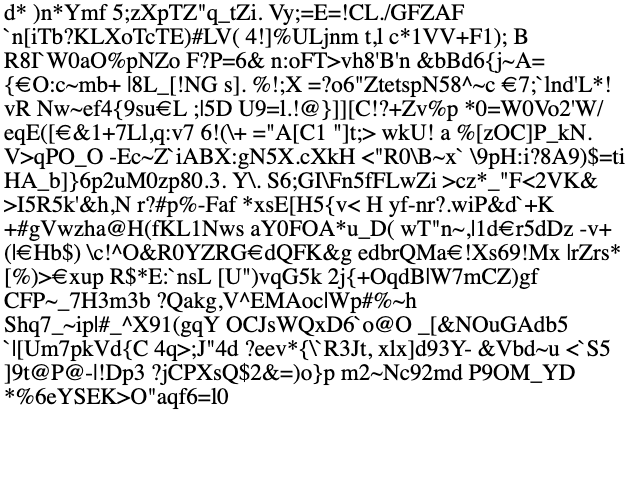 d* )n*Ymf 5;zXpTZ"q_tZi. Vy;=E=!CL./GFZAF
`n[iTb?KLXoTcTE)#LV( 4!]%ULjnm t,l c*1VV+F1); B
R8Γ`W0aO%pNZo F?P=6& n:oFT>vh8'B'n &bBd6{j~A=
{€O:c~mb+ |8L_[!NG s]. %!;X =?o6"ZtetspN58^~c €7;`lnd'L*!
vR Nw~ef4{9su€L ;|5D U9=l.!@}]][C!?+Zv%p *0=W0Vo2'W/
eqE([€&1+7Ll,q:v7 6!(\+ ="A[C1 "]t;> wkU! a %[zOC]P_kN.
V>qPO_O -Ec~Z`iABX:gN5X.cXkH <"R0\B~x` \9pH:i?8A9)$=ti
HA_b]}6p2uM0zp80.3. Y\. S6;GI\Fn5fFLwZi >cz*_"F<2VK&
>I5R5k'&h,N r?#p%-Faf *xsE[H5{v< H yf-nr?.wiP&d`+K
+#gVwzha@H(fKL1Nws aY0FOA*u_D( wT"n~,|1d€r5dDz -v+
(|€Hb$) \c!^O&R0YZRG€dQFK&g edbrQMa€!Xs69!Mx |rZrs*
[%)>€xup R$*E:`nsL [U")vqG5k 2j{+OqdB|W7mCZ)gf
CFP~_7H3m3b ?Qakg,V^EMAoc|Wp#%~h
Shq7_~ip|#_^X91(gqY OCJsWQxD6`o@O _[&NOuGAdb5
`|[Um7pkVd{C 4q>;J"4d ?eev*{\`R3Jt, xlx]d93Y- &Vbd~u <`S5
]9t@P@-|!Dp3 ?jCPXsQ$2&=)o}p m2~Nc92md P9OM_YD
*%6eYSEK>O"aqf6=l0